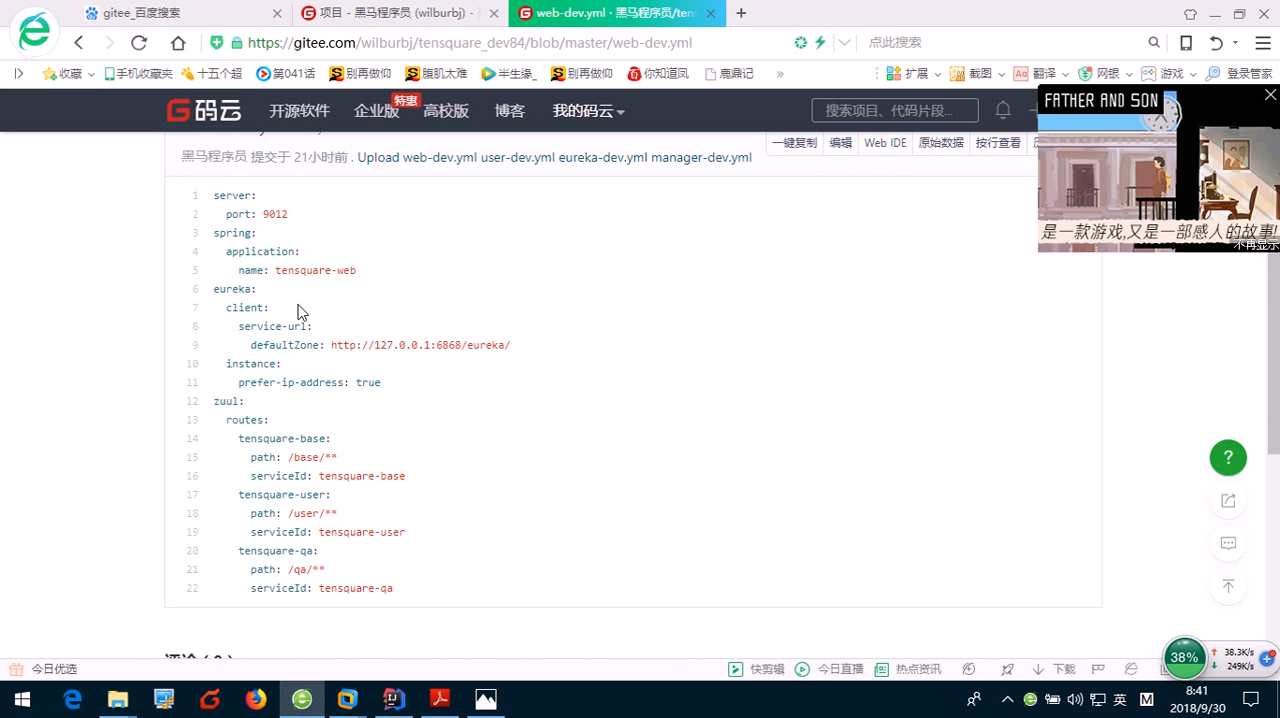 gitee_百度搜索
项目 - 黑马程序员 (wilburbj) -
web-dev.yml · 黑马程序员/ten
https://gitee.com/wilburbj/tensquare_dev84/blob/master/web-dev.yml
点此搜索
收藏 手机收藏夹 十五个超 第041话 别再做仰 腹肌大雅 半生缘_ 别再做仰 你知道凤 鹿鼎记 »
扩展 截图 翻译 网银 游戏 登录管家
G码云 开源软件 企业版 特惠 高校版 博客 我的码云
搜索项目、代码片段...
FATHER AND SON
是一款游戏,又是一部感人的故事!
不再显示
黑马程序员 提交于 21小时前 . Upload web-dev.yml user-dev.yml eureka-dev.yml manager-dev.yml
一键复制 编辑 Web IDE 原始数据 按行查看
1 server:
2 port: 9012
3 spring:
4 application:
5 name: tensquare-web
6 eureka:
7 client:
8 service-url:
9 defaultZone: http://127.0.0.1:6868/eureka/
10 instance:
11 prefer-ip-address: true
12 zuul:
13 routes:
14 tensquare-base:
15 path: /base/**
16 serviceId: tensquare-base
17 tensquare-user:
18 path: /user/**
19 serviceId: tensquare-user
20 tensquare-qa:
21 path: /qa/**
22 serviceId: tensquare-qa
?
38%
38.3K/s
249K/s
今日优选
快剪辑 今日直播 热点资讯 下载
英 M
8:41
2018/9/30